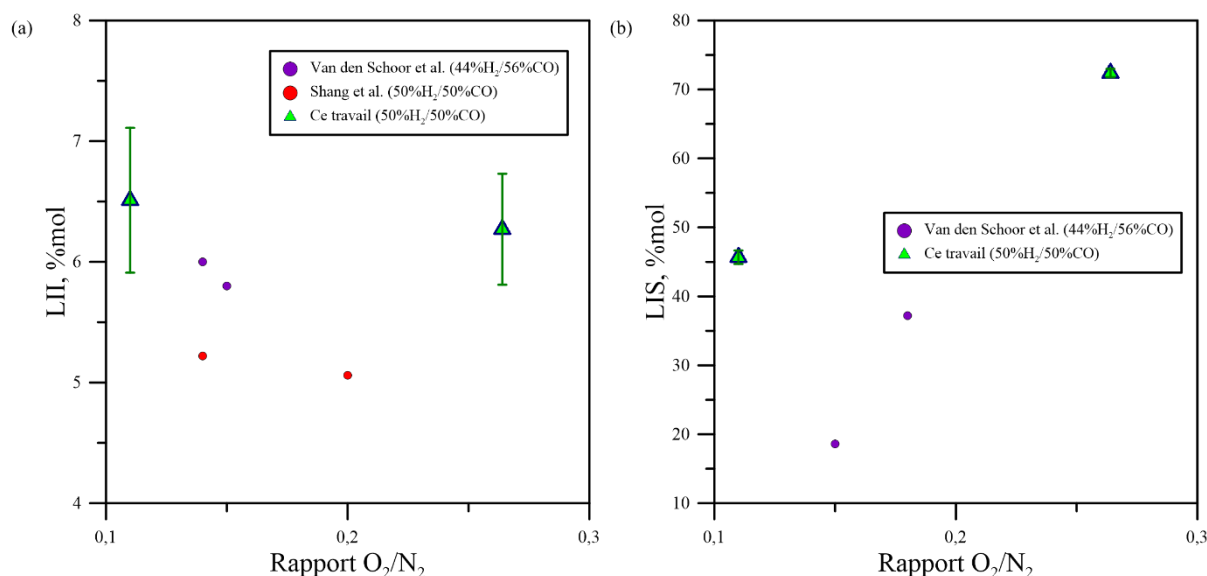 (a)
8
7
6
5
4
LII, %mol
Van den Schoor et al. (44%H₂/56%CO)
Shang et al. (50%H₂/50%CO)
Ce travail (50%H₂/50%CO)
0,1
0,2
0,3
Rapport O₂/N₂
(b)
80
70
60
50
40
30
20
10
LIS, %mol
Van den Schoor et al. (44%H₂/56%CO)
Ce travail (50%H₂/50%CO)
0,1
0,2
0,3
Rapport O₂/N₂